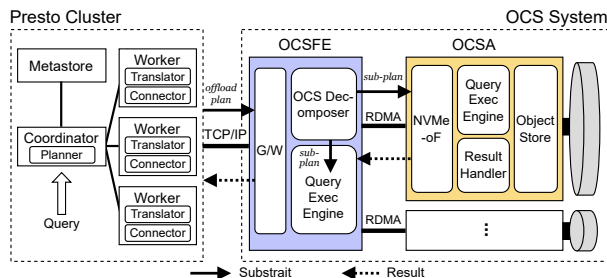 Presto Cluster
OCS System
Metastore
Coordinator
Planner
Query
Worker
Translator
Connector
Worker
Translator
Connector
Worker
Translator
Connector
offload
plan
TCP/IP
OCSFE
G/W
OCS Dec-
omposer
sub-
plan
Query
Exec
Engine
sub-plan
RDMA
RDMA
OCSA
NVMe
-oF
Query
Exec
Engine
Result
Handler
Object
Store
...
Substrait
Result